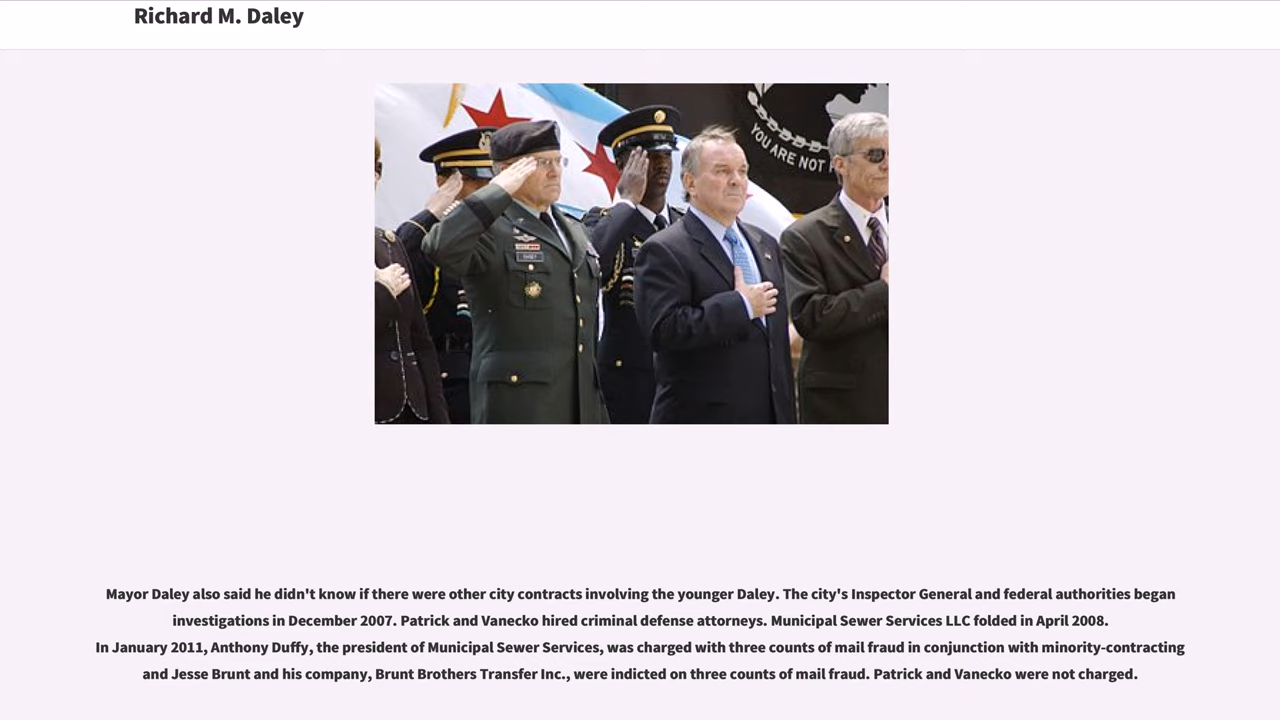 Richard M. Daley
YOU ARE NOT
Mayor Daley also said he didn't know if there were other city contracts involving the younger Daley. The city's Inspector General and federal authorities began
investigations in December 2007. Patrick and Vanecko hired criminal defense attorneys. Municipal Sewer Services LLC folded in April 2008.
In January 2011, Anthony Duffy, the president of Municipal Sewer Services, was charged with three counts of mail fraud in conjunction with minority-contracting
and Jesse Brunt and his company, Brunt Brothers Transfer Inc., were indicted on three counts of mail fraud. Patrick and Vanecko were not charged.